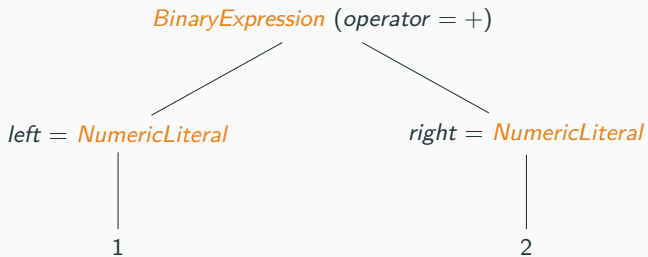 BinaryExpression (operator = +)
left = NumericLiteral
right = NumericLiteral
1
2